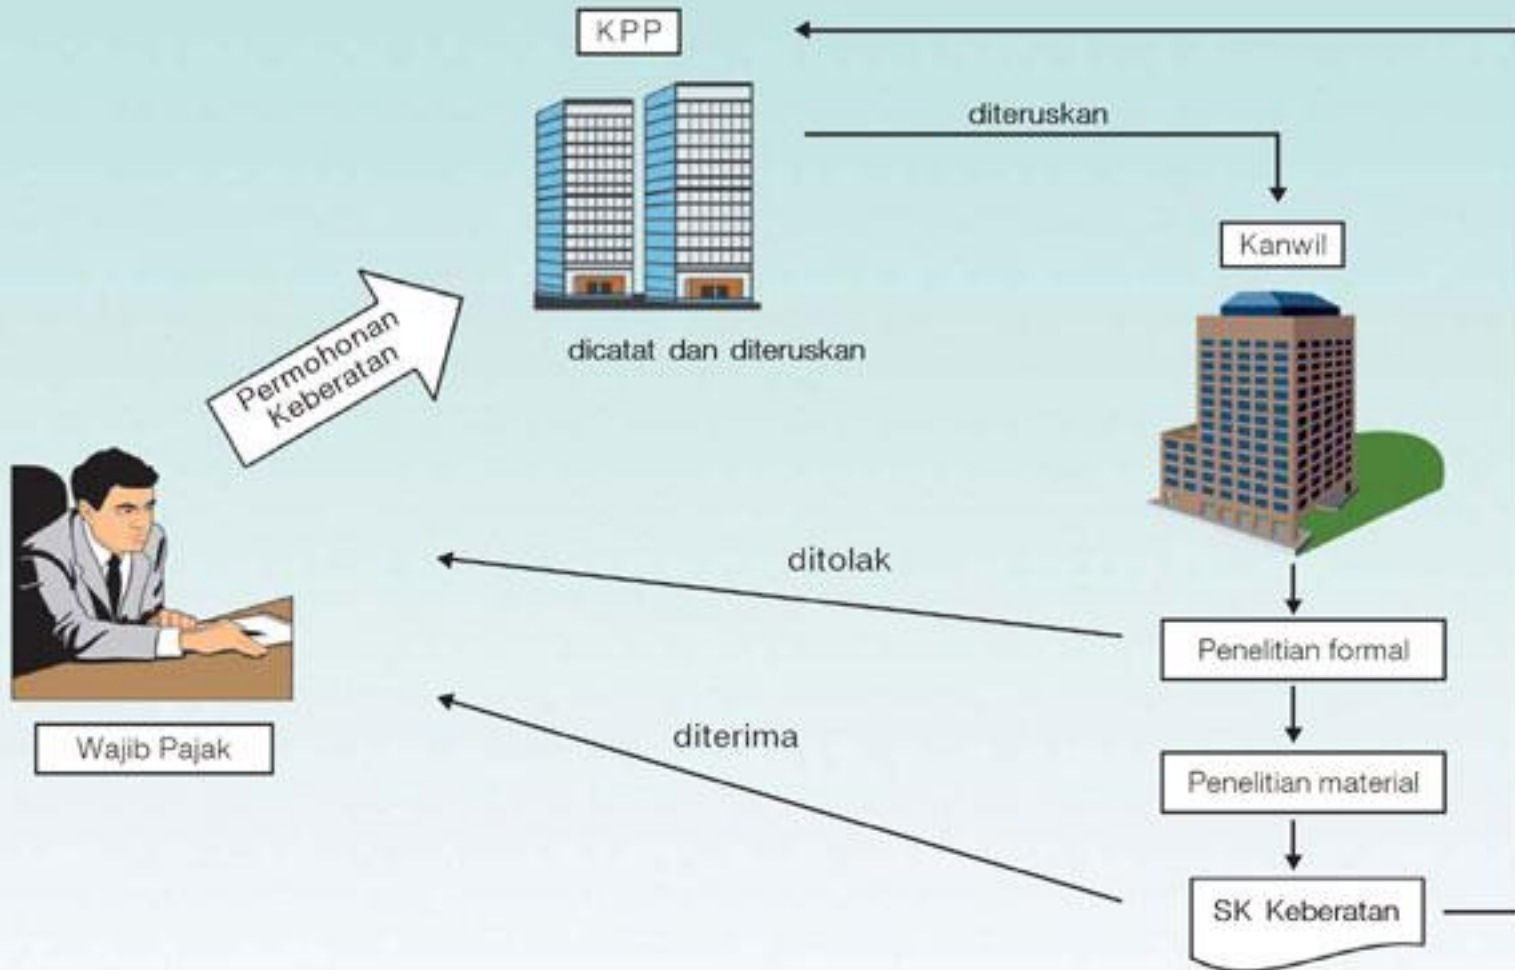 KPP
diteruskan
Kanwil
Permohonan
Keberatan
dicatat dan diteruskan
ditolak
Penelitian formal
Wajib Pajak
diterima
Penelitian material
SK Keberatan